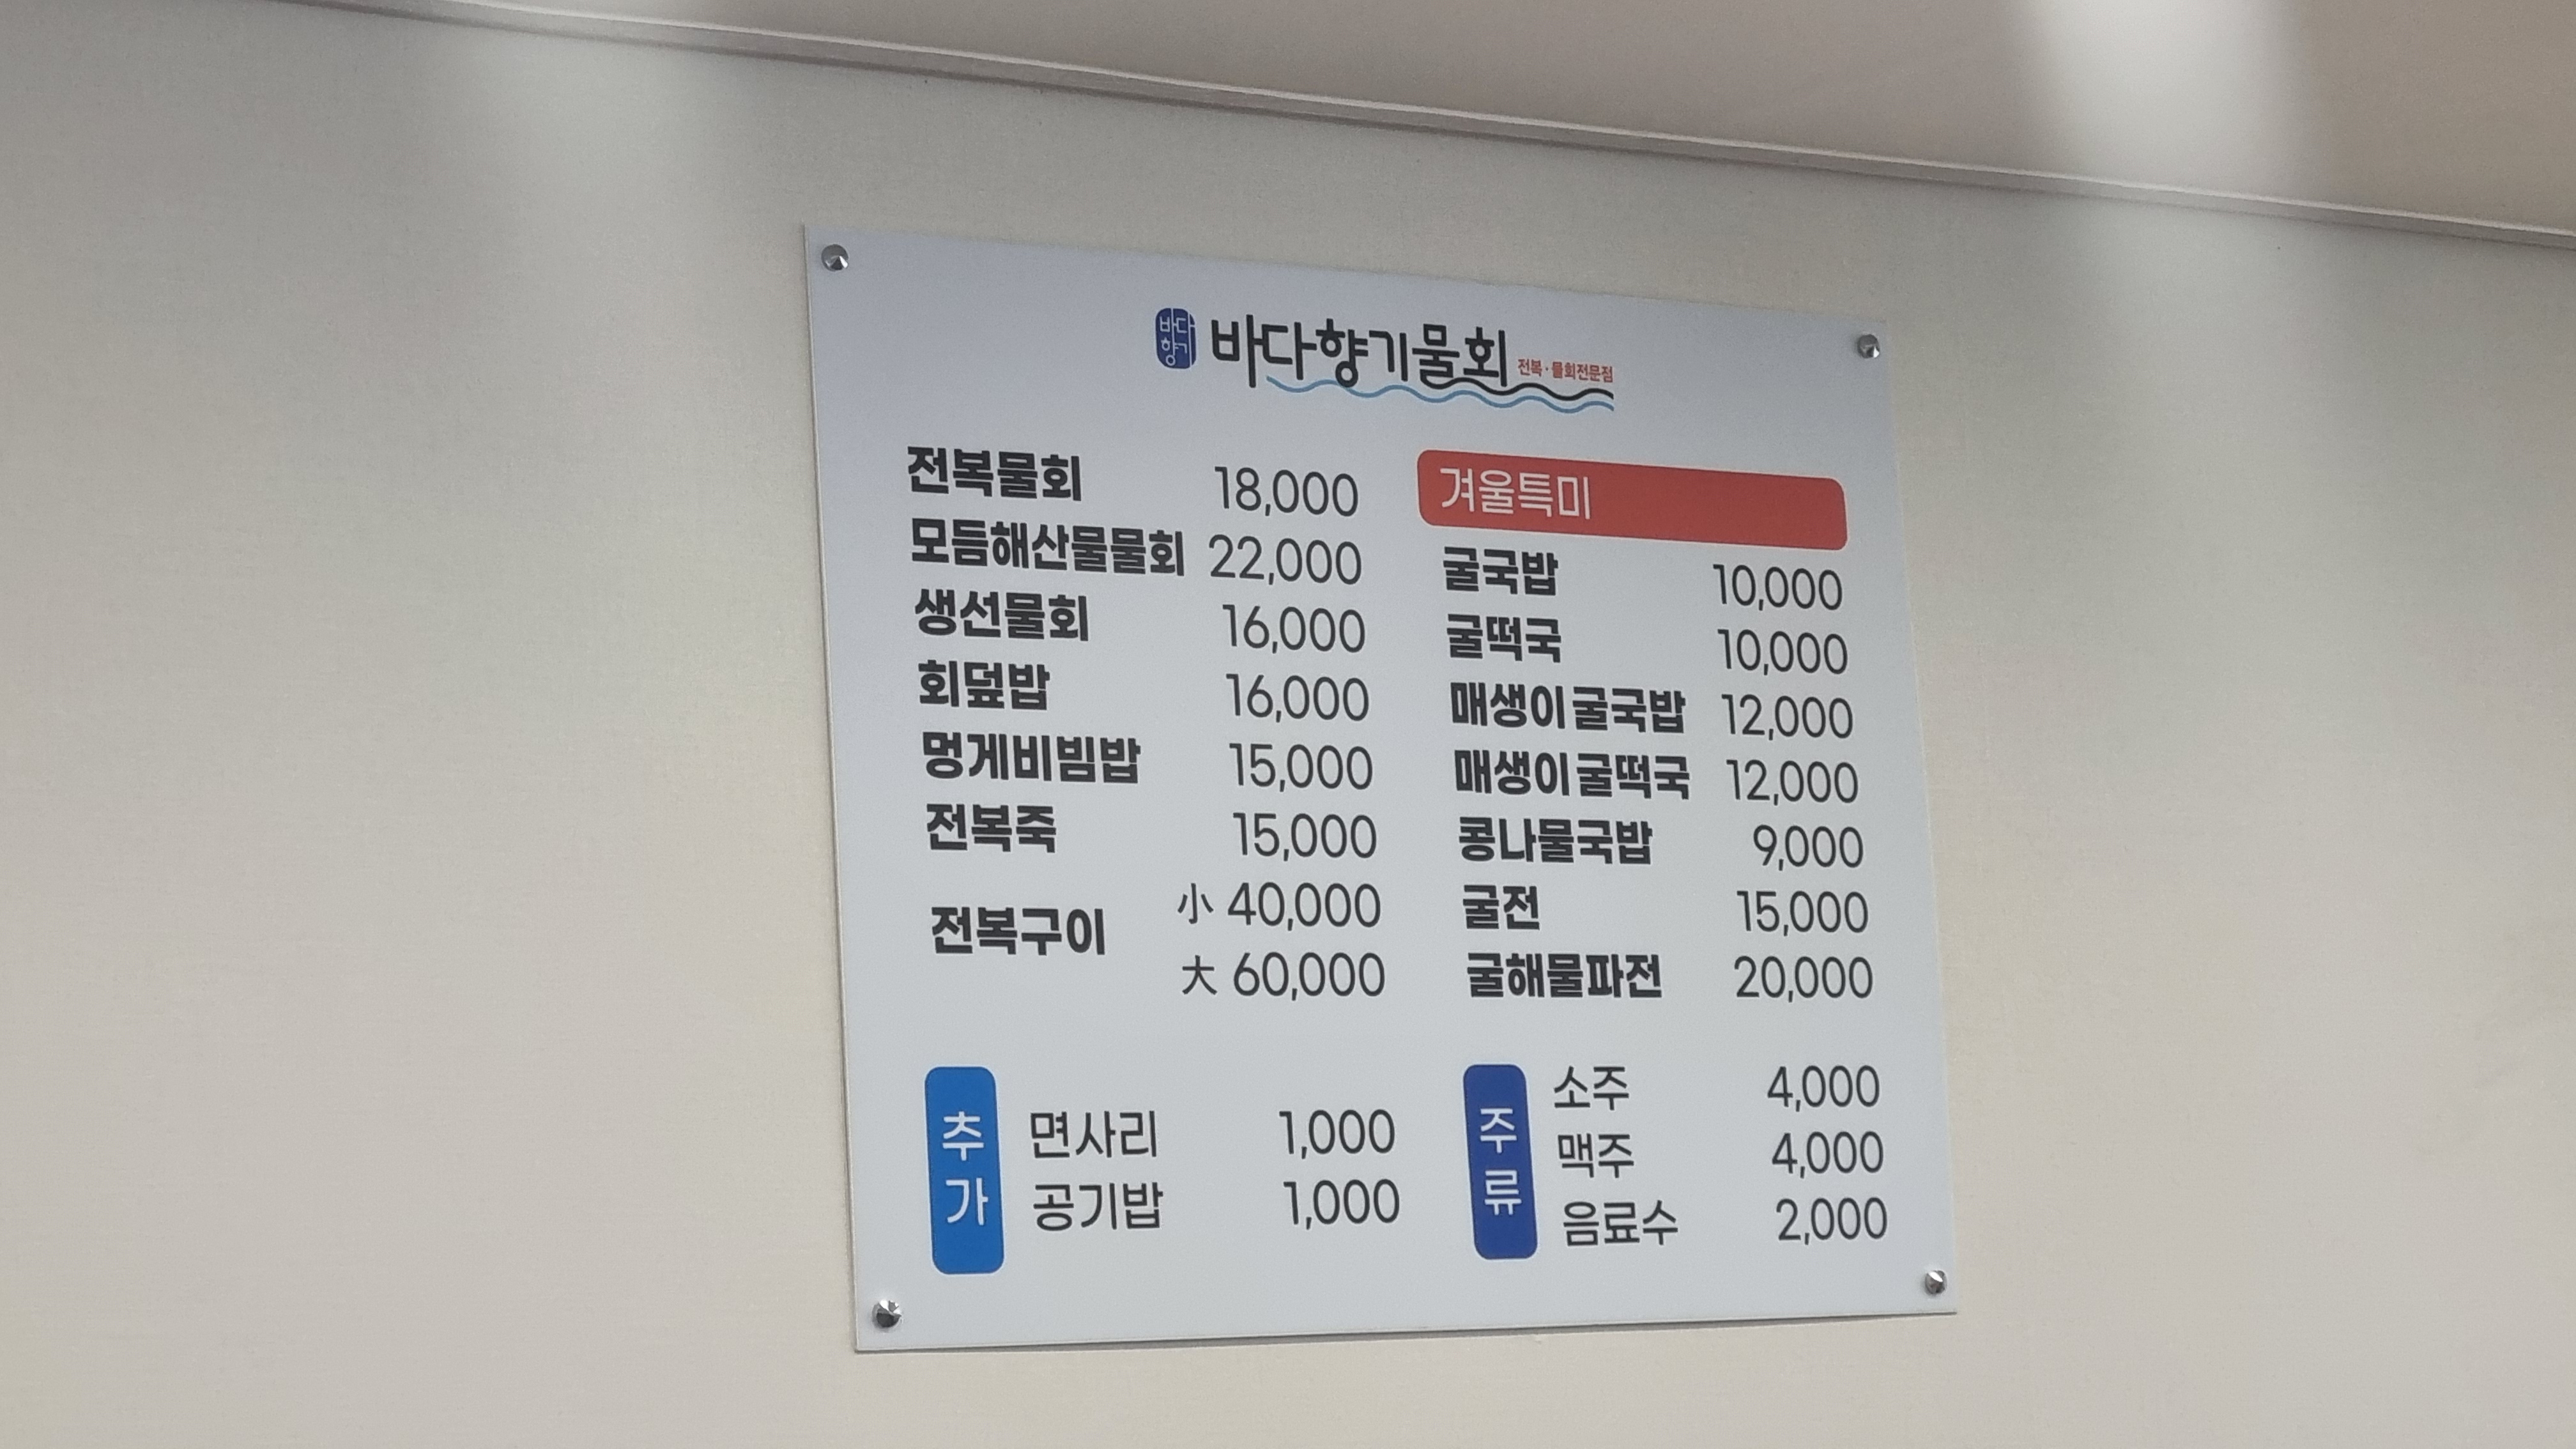 바다
향기
바다향기물회 전복·물회전문점
전복물회 18,000
모듬해산물물회 22,000
생선물회 16,000
회덮밥 16,000
멍게비빔밥 15,000
전복죽 15,000
전복구이 小 40,000
大 60,000
겨울특미
굴국밥 10,000
굴떡국 10,000
매생이굴국밥 12,000
매생이굴떡국 12,000
콩나물국밥 9,000
굴전 15,000
굴해물파전 20,000
추가
면사리 1,000
공기밥 1,000
주류
소주 4,000
맥주 4,000
음료수 2,000